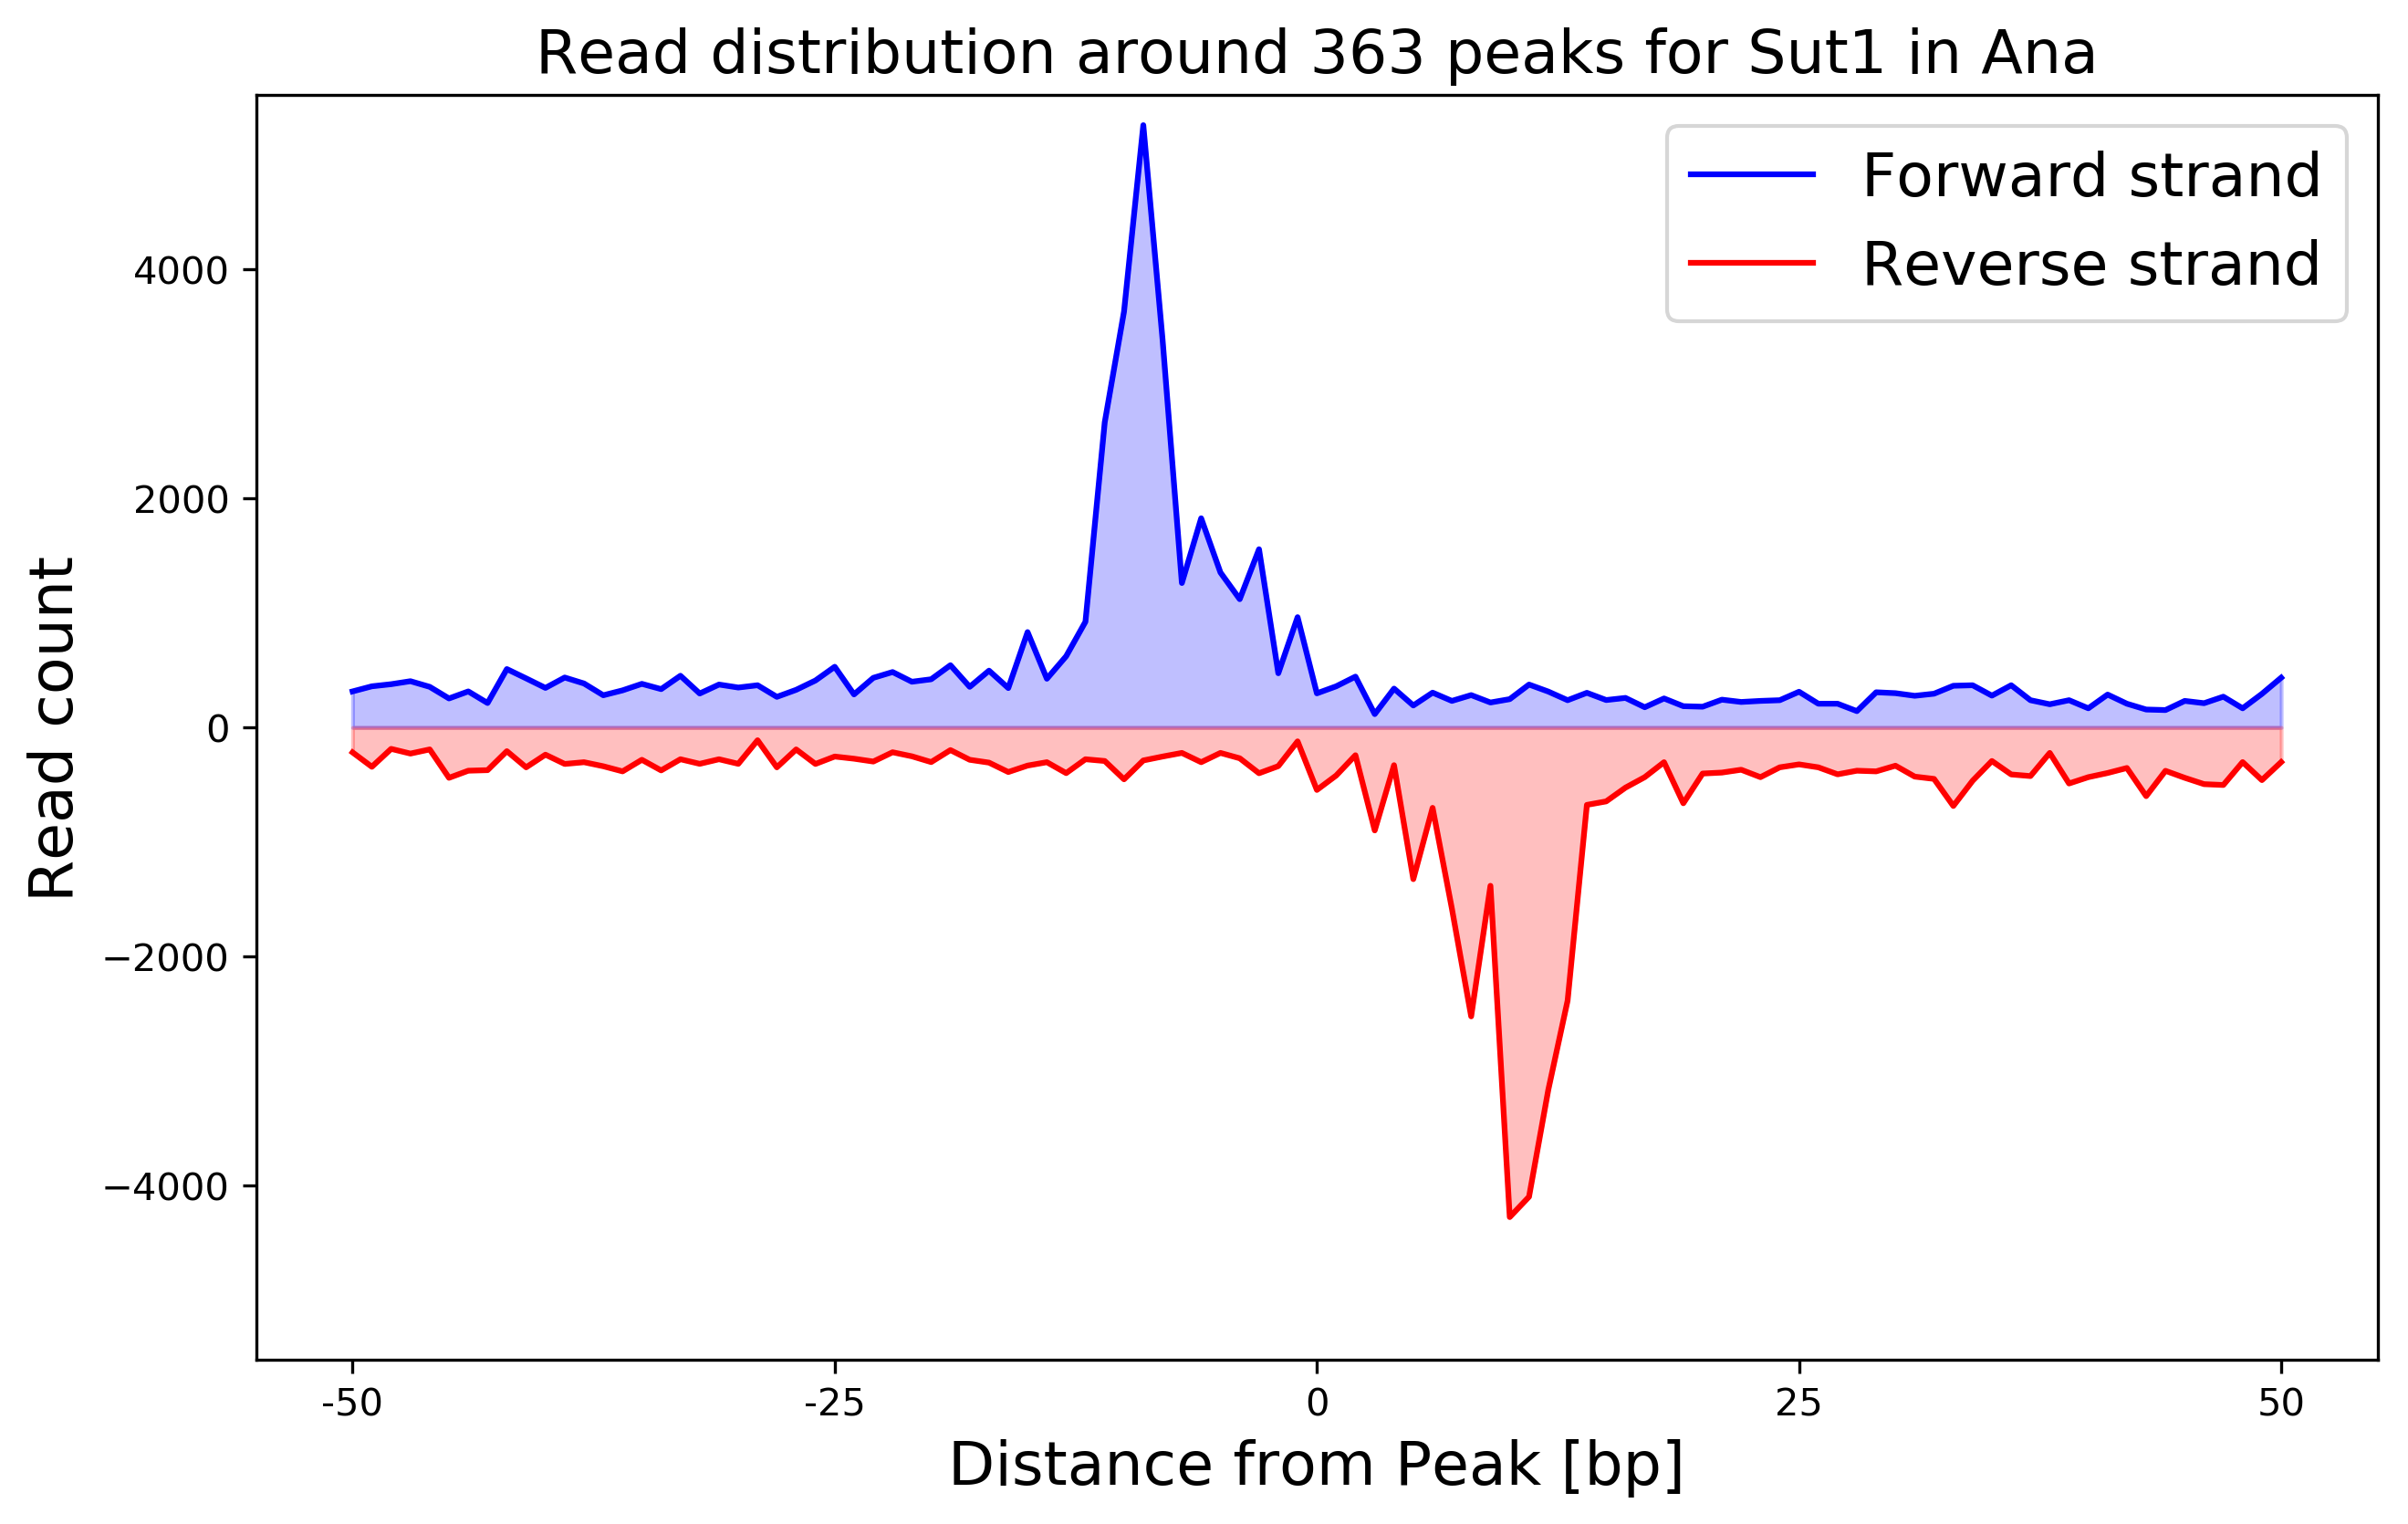 Read distribution around 363 peaks for Sut1 in Ana
Forward strand
Reverse strand
4000
2000
0
−2000
−4000
Read count
-50
-25
0
25
50
Distance from Peak [bp]